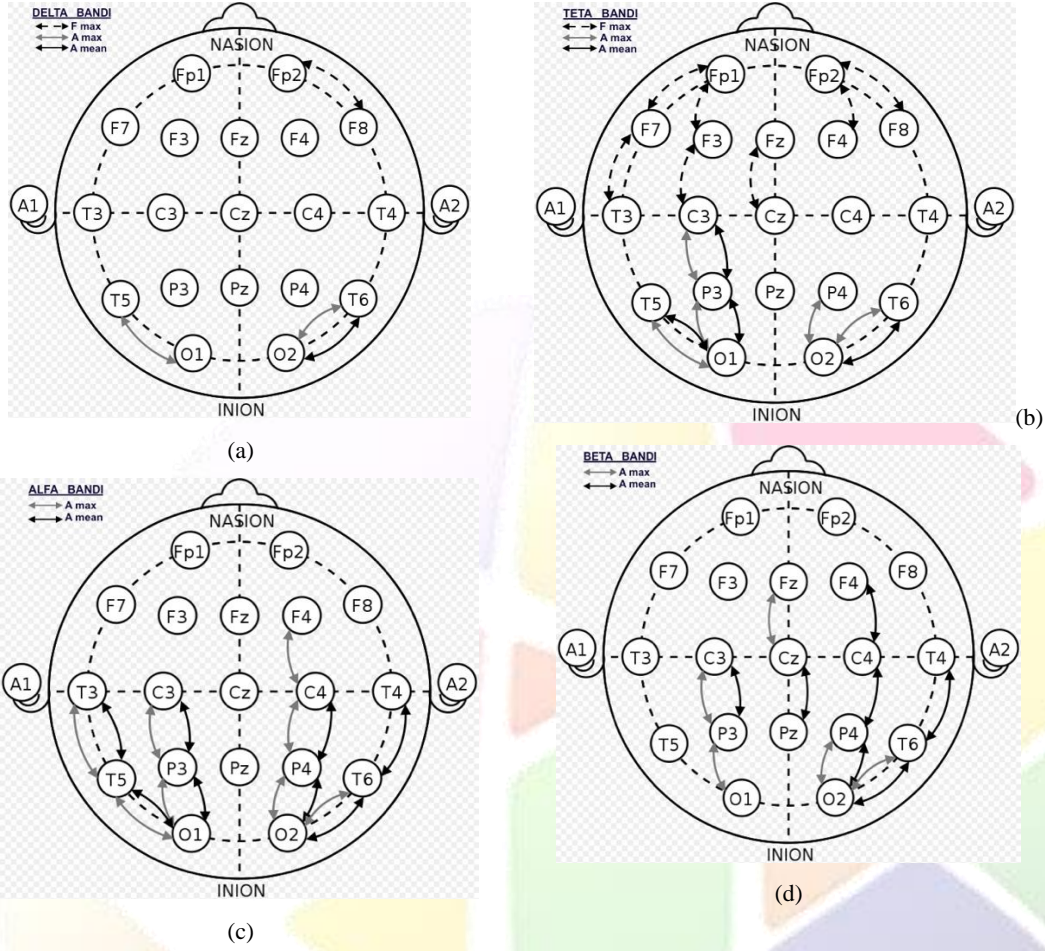 DELTA BANDI
F max
A max
A mean
NASION
Fp1 Fp2
F7 F3 Fz F4 F8
A1 T3 C3 Cz C4 T4 A2
T5 P3 Pz P4 T6
O1 O2
INION
(a)
TETA BANDI
F max
A max
A mean
NASION
Fp1 Fp2
F7 F3 Fz F4 F8
A1 T3 C3 Cz C4 T4 A2
T5 P3 Pz P4 T6
O1 O2
INION
(b)
ALFA BANDI
A max
A mean
NASION
Fp1 Fp2
F7 F3 Fz F4 F8
A1 T3 C3 Cz C4 T4 A2
T5 P3 Pz P4 T6
O1 O2
INION
(c)
BETA BANDI
A max
A mean
NASION
Fp1 Fp2
F7 F3 Fz F4 F8
A1 T3 C3 Cz C4 T4 A2
T5 P3 Pz P4 T6
O1 O2
INION
(d)